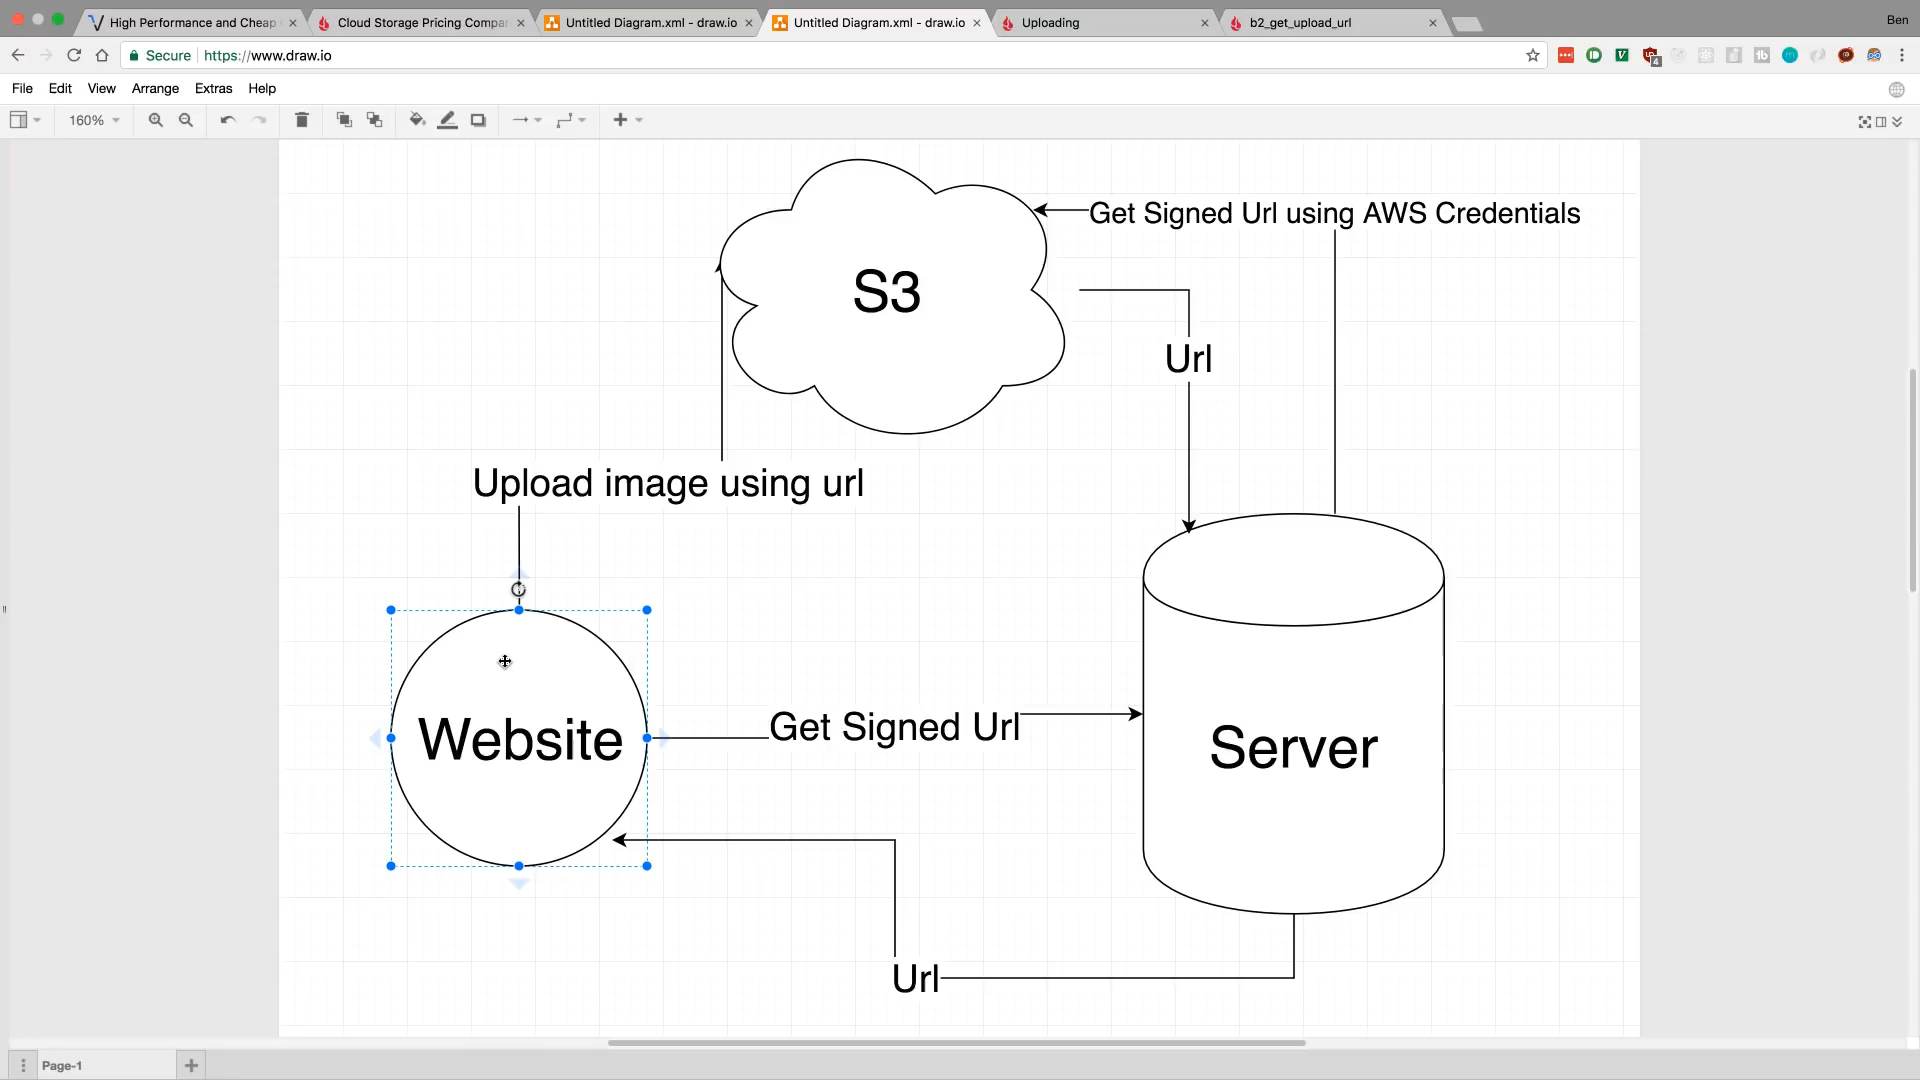 High Performance and Cheap
Cloud Storage Pricing Compar
Untitled Diagram.xml - draw.io
Untitled Diagram.xml - draw.io
Uploading
b2_get_upload_url
Ben
Secure
https://www.draw.io
4
File
Edit
View
Arrange
Extras
Help
160%
Get Signed Url using AWS Credentials
S3
Url
Upload image using url
Website
Get Signed Url
Server
Url
Page-1